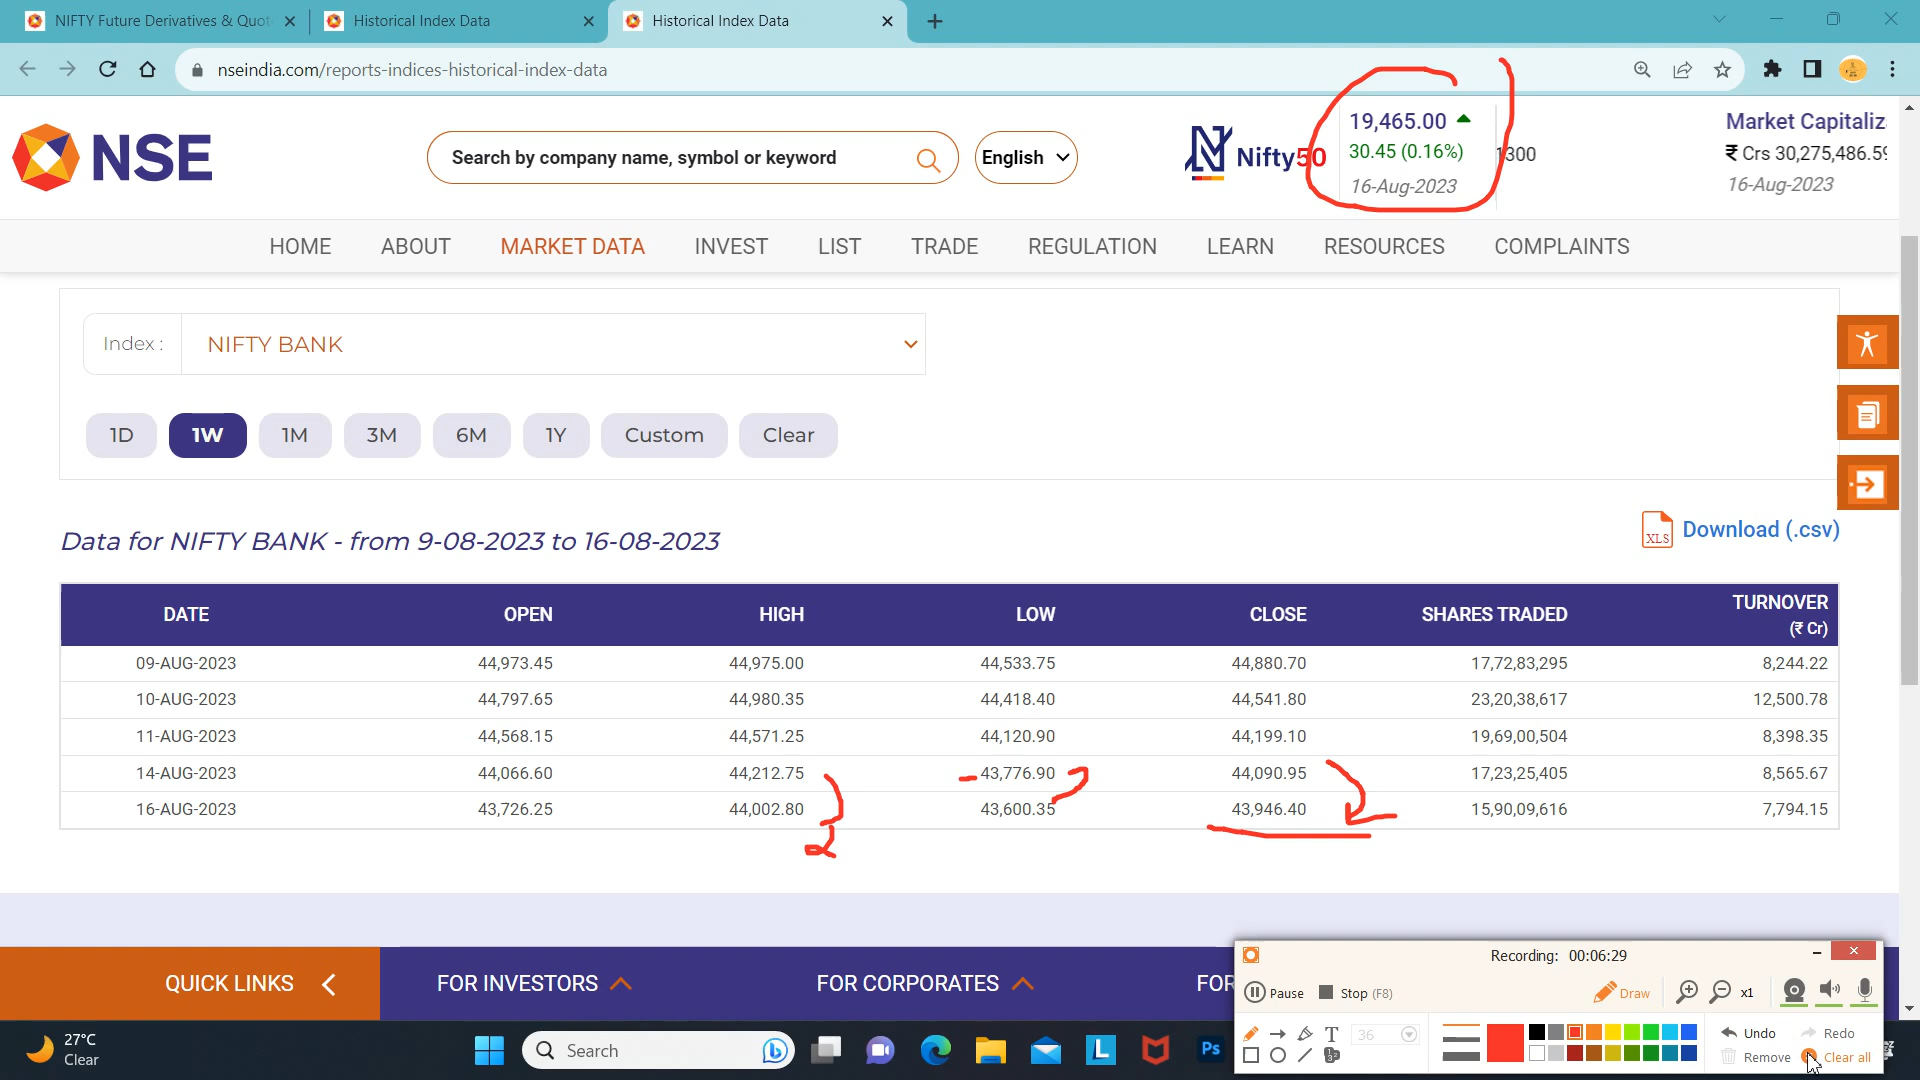 NIFTY Future Derivatives & Quot
Historical Index Data
Historical Index Data
nseindia.com/reports-indices-historical-index-data
NSE
Search by company name, symbol or keyword
English
N Nifty50
19,465.00
30.45 (0.16%)
16-Aug-2023
1300
Market Capitaliz
₹ Crs 30,275,486.59
16-Aug-2023
HOME ABOUT MARKET DATA INVEST LIST TRADE REGULATION LEARN RESOURCES COMPLAINTS
Index : NIFTY BANK
1D 1W 1M 3M 6M 1Y Custom Clear
Data for NIFTY BANK - from 9-08-2023 to 16-08-2023
XLS Download (.csv)
DATE OPEN HIGH LOW CLOSE SHARES TRADED TURNOVER (₹ Cr)
09-AUG-2023 44,973.45 44,975.00 44,533.75 44,880.70 17,72,83,295 8,244.22
10-AUG-2023 44,797.65 44,980.35 44,418.40 44,541.80 23,20,38,617 12,500.78
11-AUG-2023 44,568.15 44,571.25 44,120.90 44,199.10 19,69,00,504 8,398.35
14-AUG-2023 44,066.60 44,212.75 43,776.90 44,090.95 17,23,25,405 8,565.67
16-AUG-2023 43,726.25 44,002.80 43,600.35 43,946.40 15,90,09,616 7,794.15
QUICK LINKS FOR INVESTORS FOR CORPORATES FOR
Recording: 00:06:29
Pause Stop (F8) Draw x1
T 36 Undo Redo
Remove Clear all
27°C
Clear
Search
L
Ps